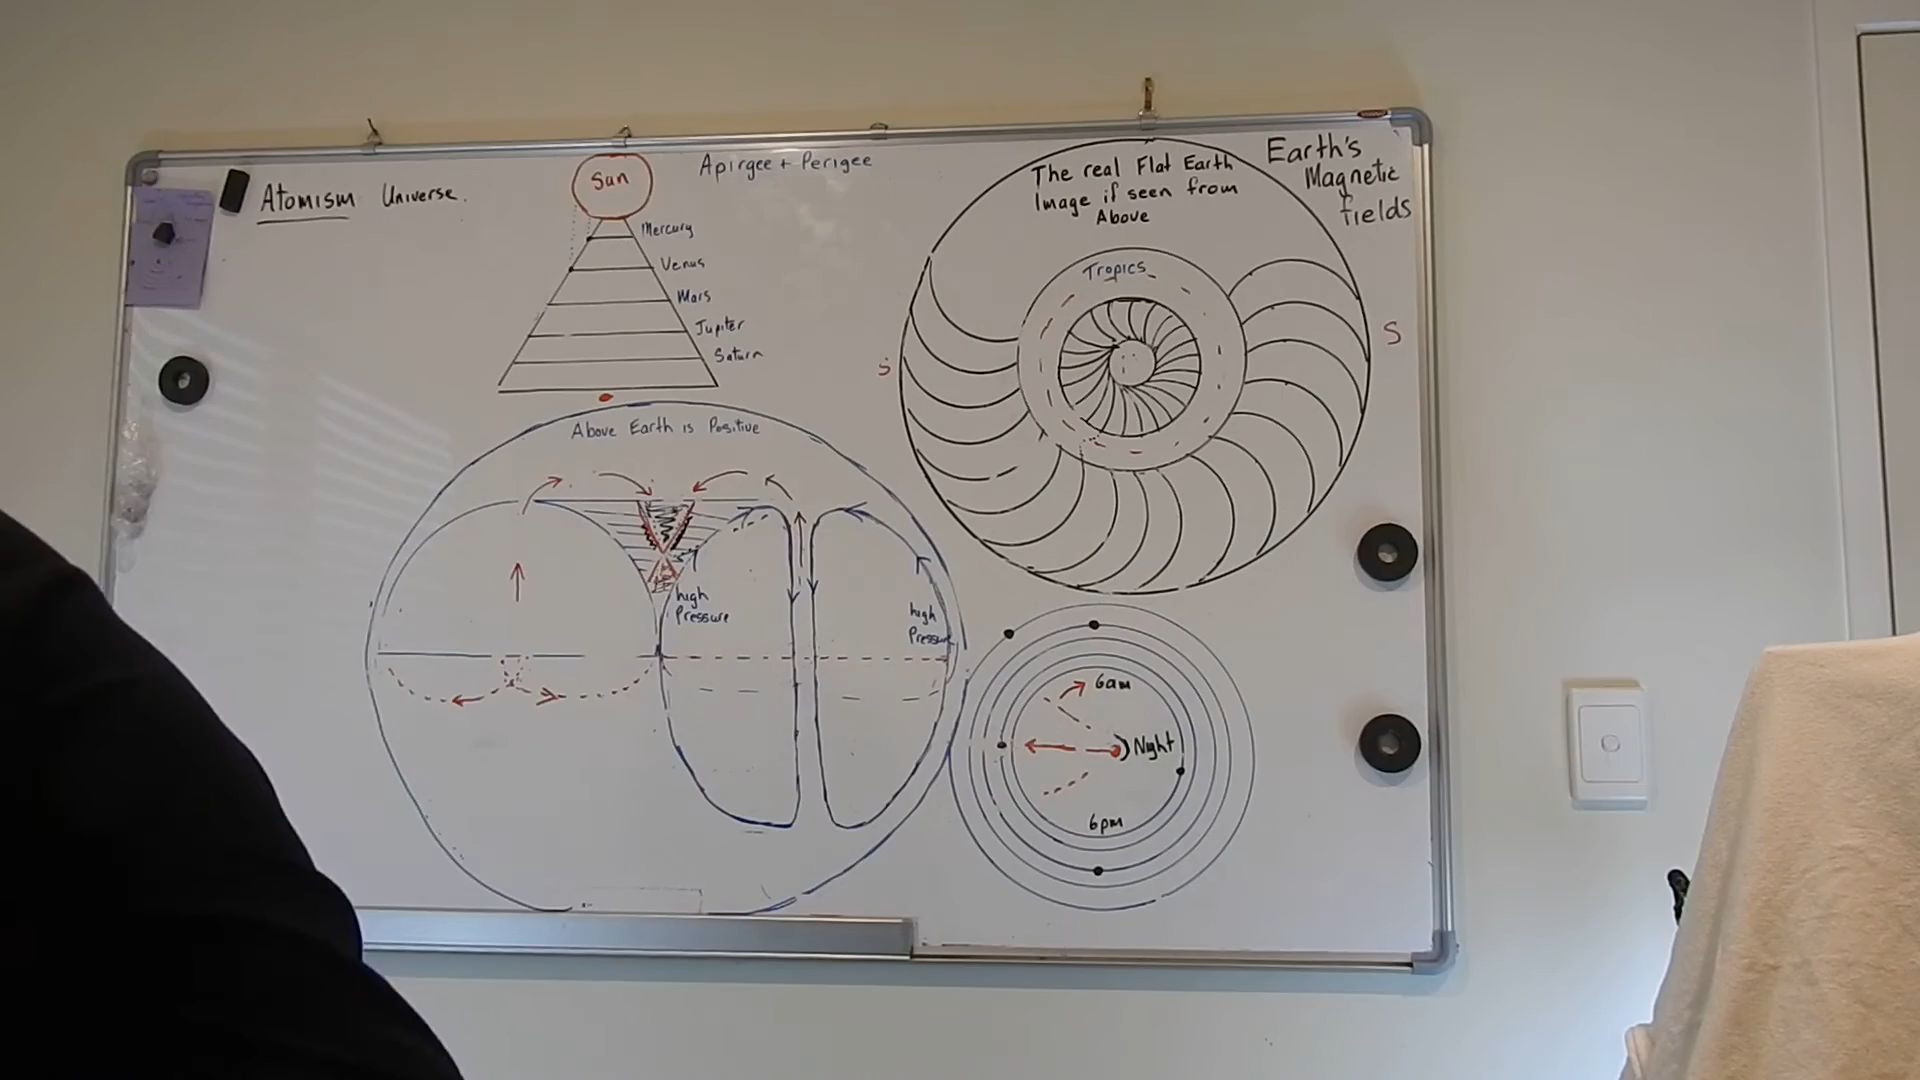 Atomism Universe.
Sun
Apirgee + Perigee
Mercury
Venus
Mars
Jupiter
Saturn
Above Earth is Positive
high
Pressure
high
Pressure
The real Flat Earth
Image if seen from
Above
Earth's
Magnetic
fields
Tropics
S
S
6am
Night
6pm